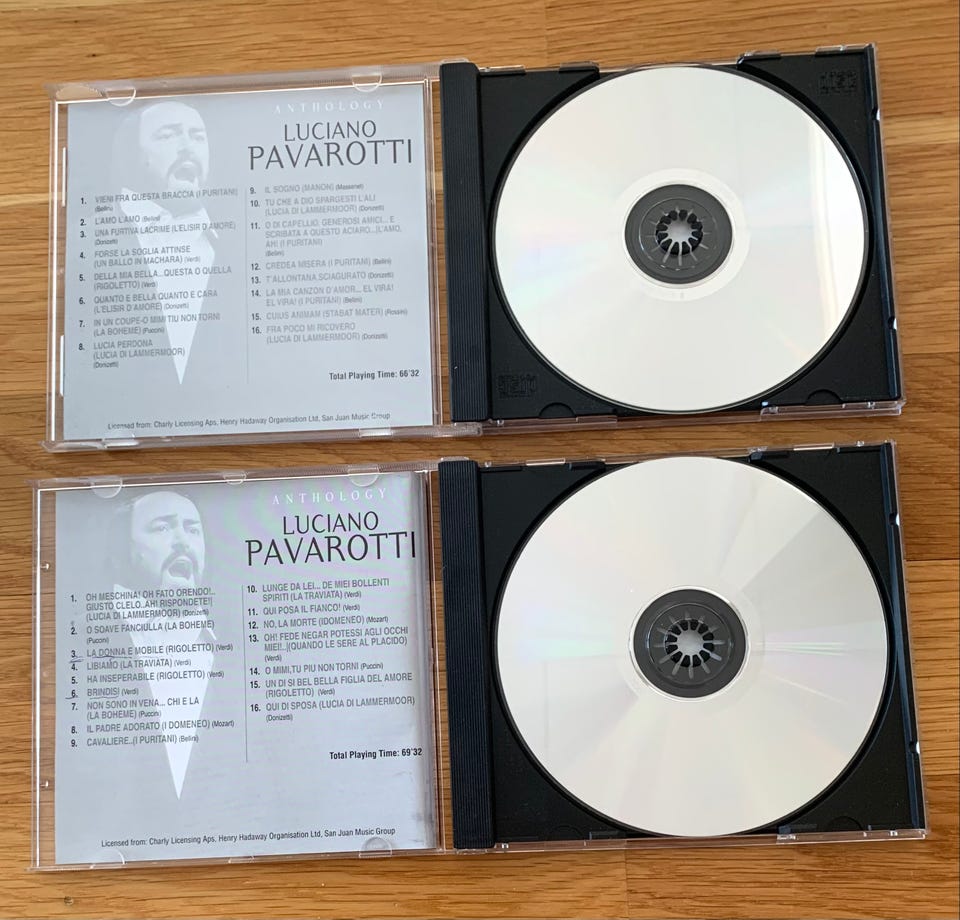 ANTHOLOGY
LUCIANO
PAVAROTTI
1. VIENI FRA QUESTA BRACCIA (I PURITANI)
(Bellini)
2. L'AMO L'AMO (Belini)
3. UNA FURTIVA LACRIME (L'ELISIR D'AMORE)
(Donizetti)
4. FORSE LA SOGLIA ATTINSE
(UN BALLO IN MACHARA) (Verdi)
5. DELLA MIA BELLA...QUESTA O QUELLA
(RIGOLETTO) (Verdi)
6. QUANTO E BELLA QUANTO E CARA
(L'ELISIR D'AMORE) (Donizetti)
7. IN UN COUPE-O MIMI TIU NON TORNI
(LA BOHEME) (Puccini)
8. LUCIA PERDONA
(LUCIA DI LAMMERMOOR)
(Donizetti)
9. IL SOGNO (MANON) (Massenet)
10. TU CHE A DIO SPARGESTI L'ALI
(LUCIA DI LAMMERMOOR) (Donizetti)
11. O DI CAPELLIO, GENEROSI AMICI... E
SCRIBATA A QUESTO ACIARO...(L'AMO,
AH! (I PURITANI)
(Bellini)
12. CREDEA MISERA (I PURITANI) (Bellini)
13. T'ALLONTANA.SCIAGURATO (Donizetti)
14. LA MIA CANZON D'AMOR... EL VIRA!
EL VIRA! (I PURITANI) (Belini)
15. CUIUS ANIMAM (STABAT MATER) (Rossini)
16. FRA POCO MI RICOVERO
(LUCIA DI LAMMERMDOR) (Donizetti)
Total Playing Time: 66'32
Licensed from: Charly Licensing Aps, Henry Hadaway Organisation Ltd, San Juan Music Group
ANTHOLOGY
LUCIANO
PAVAROTTI
1. OH MESCHINA! OH FATO ORENDO!..
GIUSTO CLELO..AH! RISPONDETE!)
(LUCIA DI LAMMERMOOR) (Donizetti)
2. O SOAVE FANCIULLA (LA BOHEME)
(Puccini)
3. LA DONNA E MOBILE (RIGOLETTO) (Verdi)
4. LIBIAMO (LA TRAVIATA) (Verdi)
5. HA INSEPERABILE (RIGOLETTO) (Verdi)
6. BRINDISI (Verdi)
7. NON SONO IN VENA... CHI E LA
(LA BOHEME) (Puccini)
8. IL PADRE ADORATO (I DOMENEO) (Mozart)
9. CAVALIERE..(I PURITANI) (Bellini)
10. LUNGE DA LEI... DE MIEI BOLLENTI
SPIRITI (LA TRAVIATA) (Verdi)
11. QUI POSA IL FIANCO! (Verdi)
12. NO, LA MORTE (IDOMENEO) (Mozart)
13. OH! FEDE NEGAR POTESSI AGLI OCCHI
MIEI!..)(QUANDO LE SERE AL PLACIDO)
(Verdi)
14. O MIMI,TU PIU NON TORNI (Puccini)
15. UN DI SI BEL BELLA FIGLIA DEL AMORE
(RIGOLETTO) (Verdi)
16. QUI DI SPOSA (LUCIA DI LAMMERMOOR)
(Donizetti)
Total Playing Time: 69'32
Licensed from: Charly Licensing Aps, Henry Hadaway Organisation Ltd, San Juan Music Group